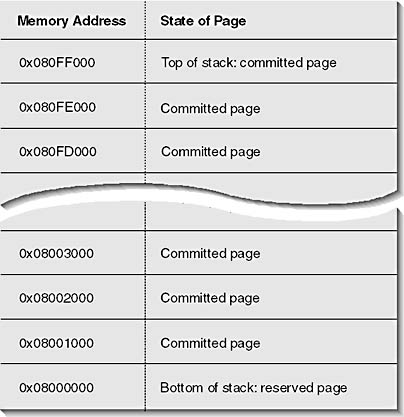 Memory Address State of Page
0x080FF000 Top of stack: committed page
0x080FE000 Committed page
0x080FD000 Committed page
0x08003000 Committed page
0x08002000 Committed page
0x08001000 Committed page
0x08000000 Bottom of stack: reserved page